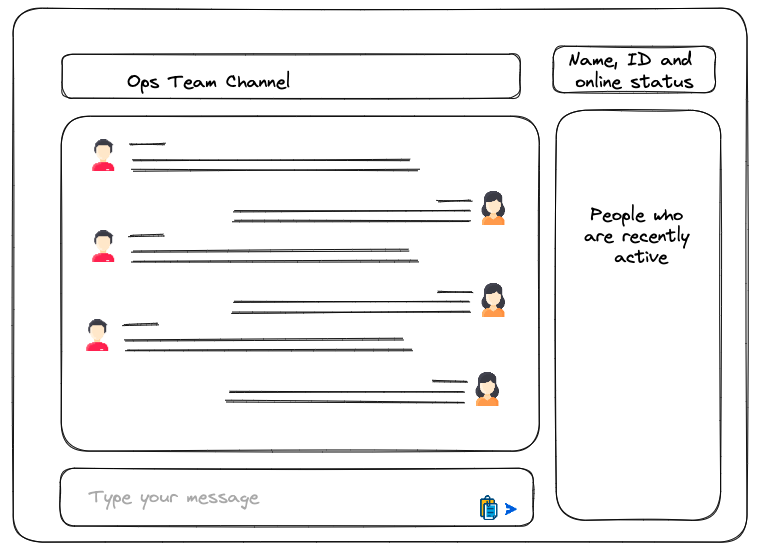 Ops Team Channel
Name, ID and
online status
People who
are recently
active
Type your message